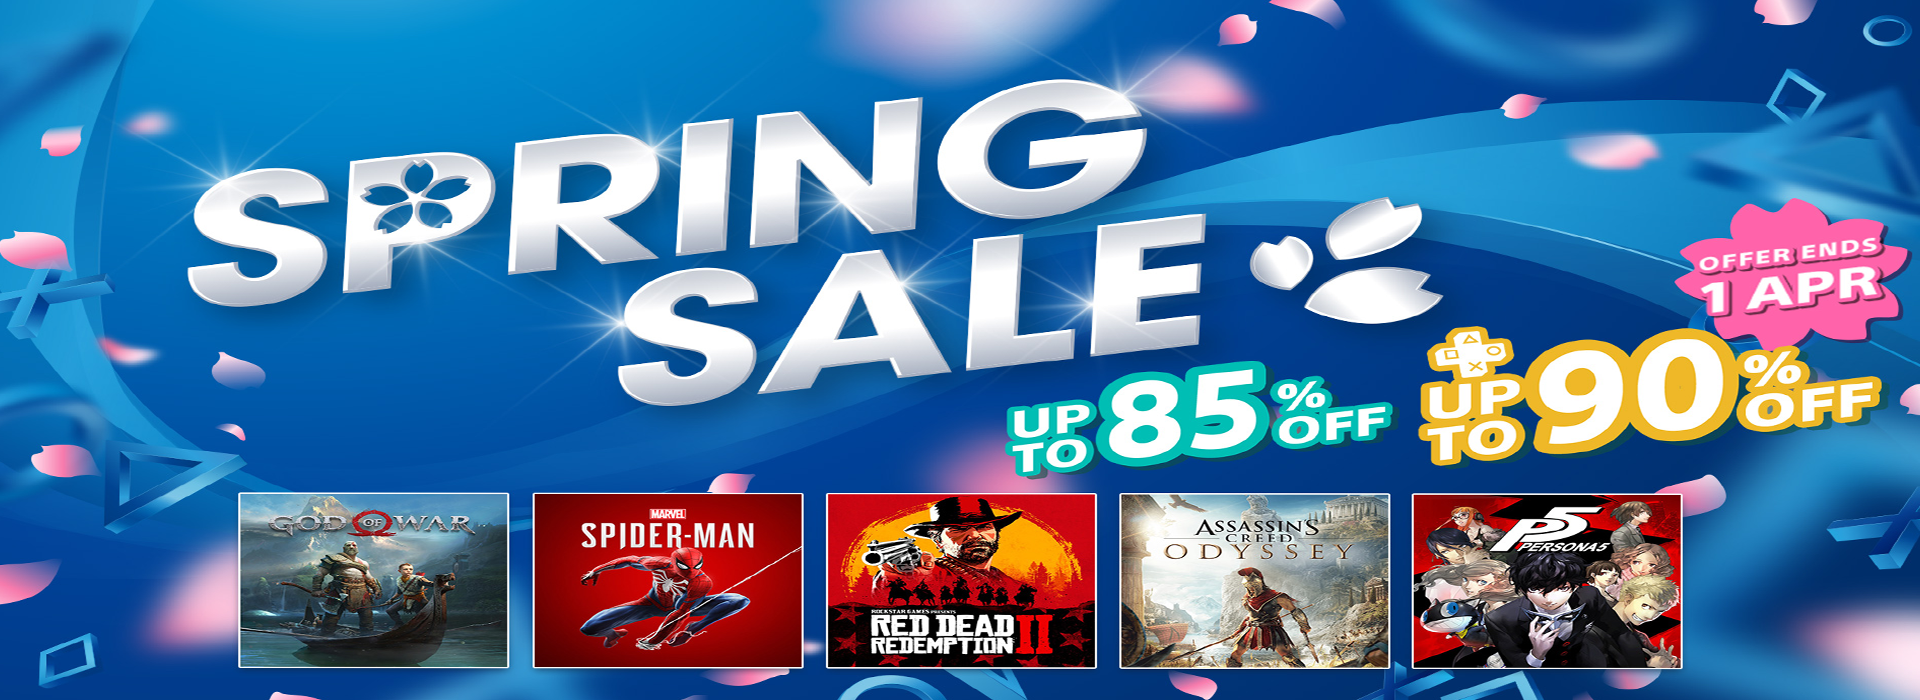 SPRING
SALE
OFFER ENDS
1 APR
UP
TO
85%
OFF
UP
TO
90%
OFF
GOD OF WAR
MARVEL
SPIDER-MAN
ROCKSTAR GAMES PRESENTS
RED DEAD
REDEMPTION II
ASSASSIN'S
CREED
ODYSSEY
P5
PERSONA5